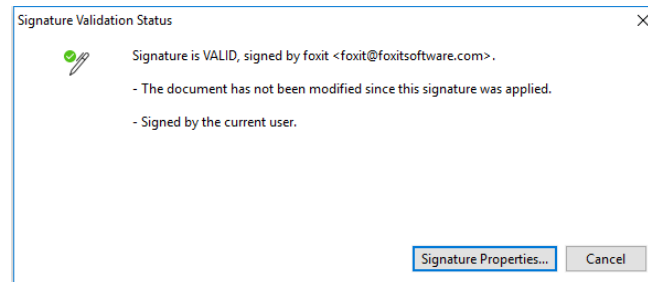 Signature Validation Status
Signature is VALID, signed by foxit <foxit@foxitsoftware.com>.
- The document has not been modified since this signature was applied.
- Signed by the current user.
Signature Properties... Cancel